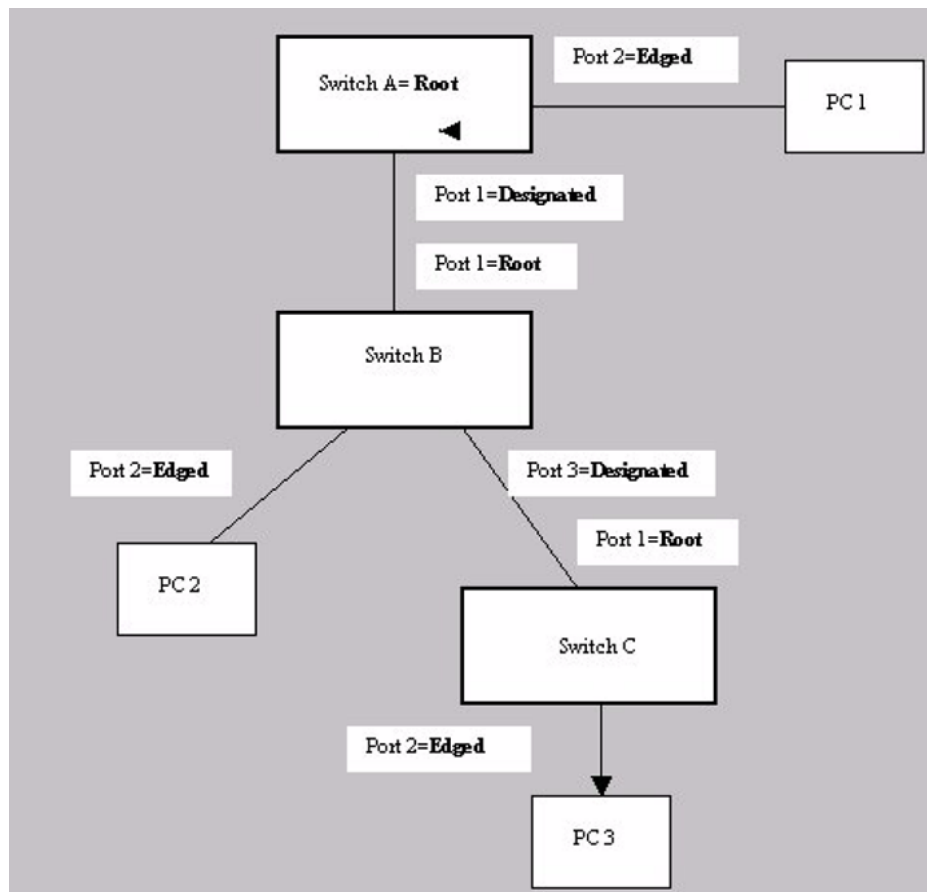 Port 2=Edged
Switch A= Root
PC 1
Port 1=Designated
Port 1=Root
Switch B
Port 2=Edged
Port 3=Designated
Port 1=Root
PC 2
Switch C
Port 2=Edged
PC 3